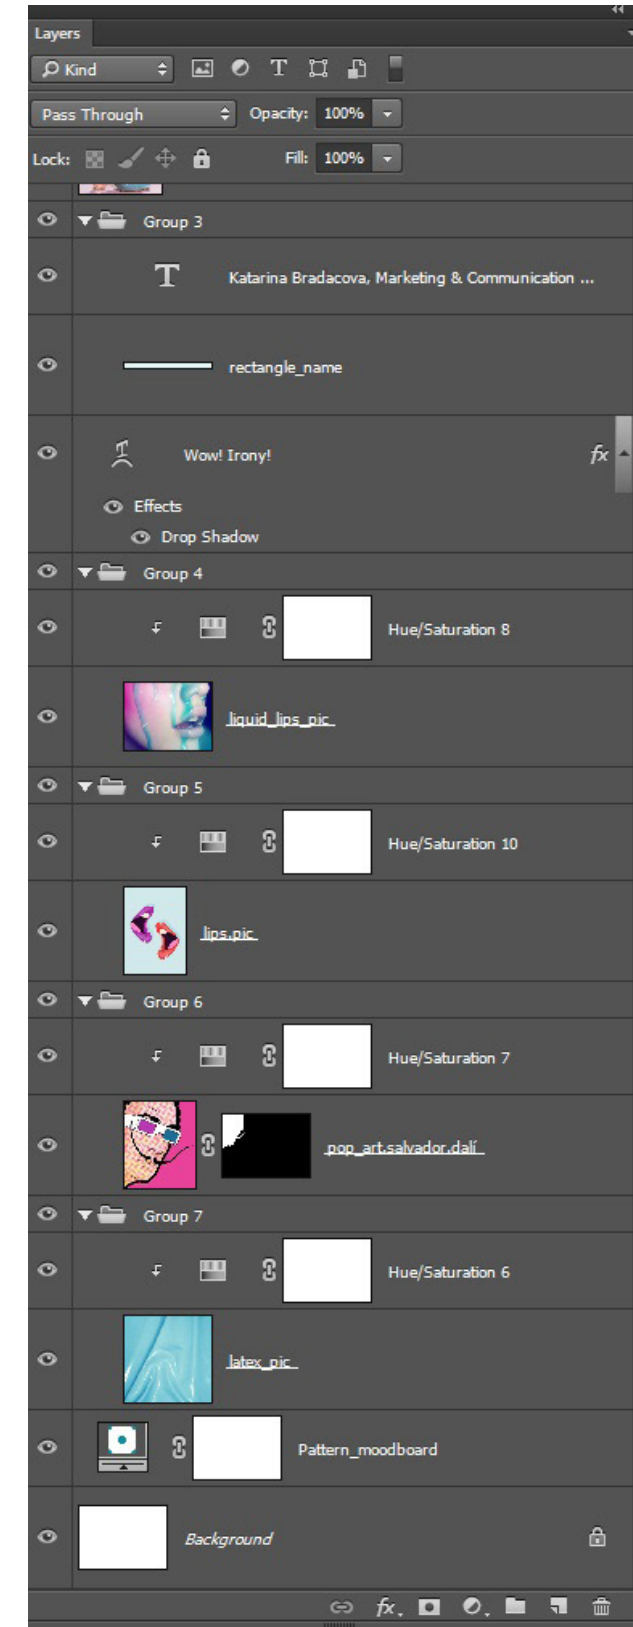 Layers
Kind
T
Pass Through
Opacity: 100%
Lock:
Fill: 100%
Group 3
T
Katarina Bradacova, Marketing & Communication ...
rectangle_name
T
Wow! Irony!
fx
Effects
Drop Shadow
Group 4
Hue/Saturation 8
liquid_lips_pic
Group 5
Hue/Saturation 10
lips.pic
Group 6
Hue/Saturation 7
pop_art.salvador.dalí
Group 7
Hue/Saturation 6
latex_pic
Pattern_moodboard
Background
fx.